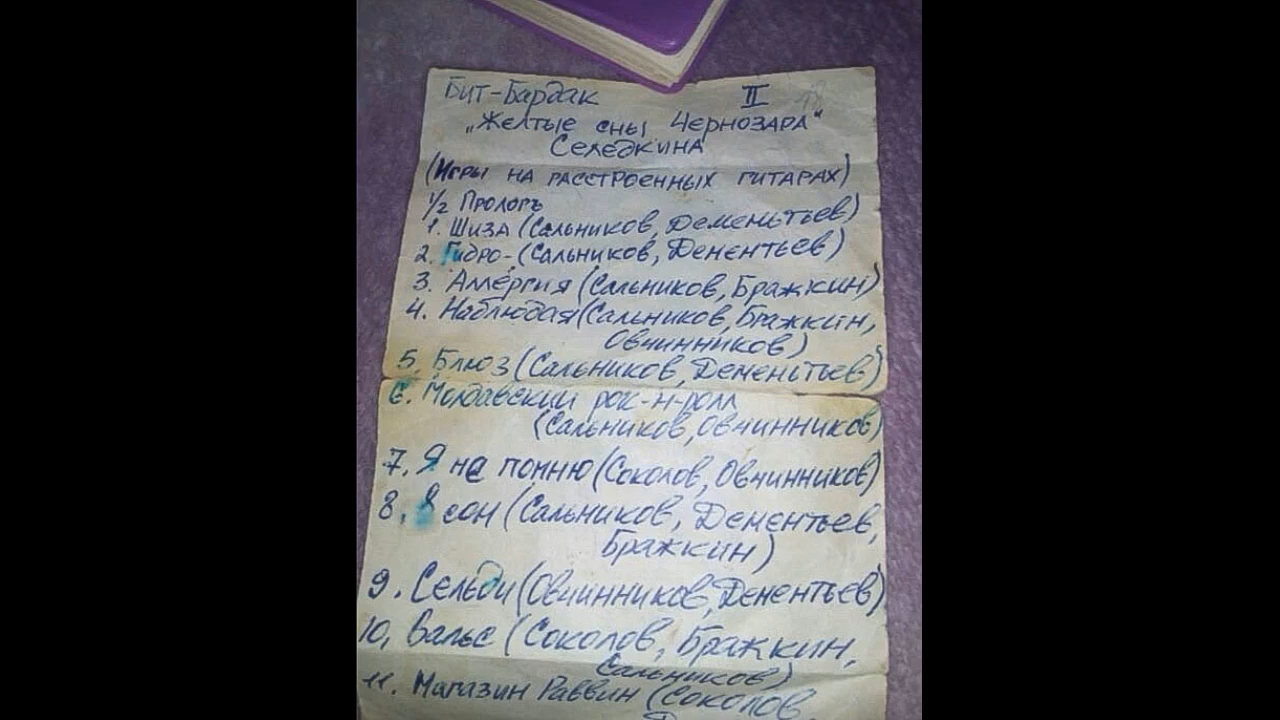 Бит-Бардак II
„Желтые сны Чернозара“
Селедкина
(Игры на расстроенных гитарах)
1/2 Прологъ
1. Шиза (Сальников, Дементьев)
2. Гидро- (Сальников, Дементьев)
3. Аллергия (Сальников, Бражкин)
4. Наблюдая (Сальников, Бражкин,
Овчинников)
5. Блюз (Сальников, Дементьев)
6. Молдавский рок-н-ролл
(Сальников, Овчинников)
7. Я не помню (Соколов, Овчинников)
8. Я сон (Сальников, Дементьев,
Бражкин)
9. Сельди (Овчинников, Дементьев)
10, Вальс (Соколов, Бражкин,
Сальников)
11. Магазин Раввин (Соколов,